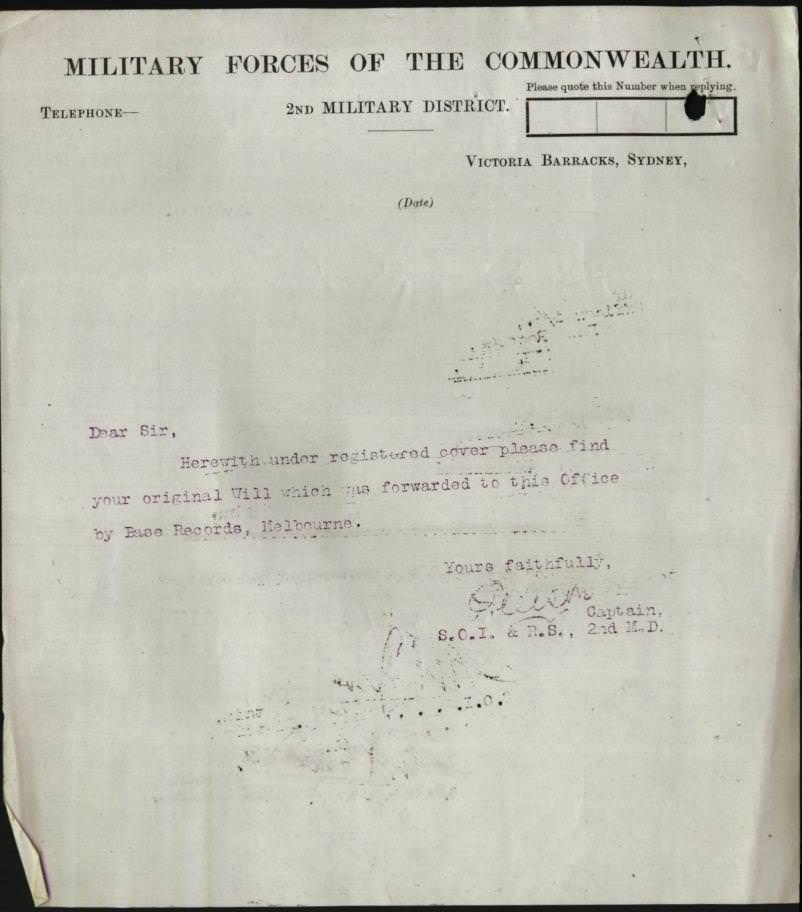 MILITARY FORCES OF THE COMMONWEALTH.
Please quote this Number when replying.
TELEPHONE—
2ND MILITARY DISTRICT.
VICTORIA BARRACKS, SYDNEY,
(Date)
Dear Sir,
Herewith under registered cover please find
your original Will which was forwarded to this Office
by Base Records, Melbourne.
Yours faithfully,
Captain,
S.O.I. & R.S., 2nd M.D.